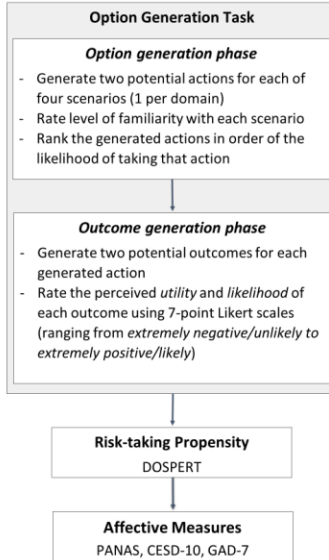 Option Generation Task
Option generation phase
- Generate two potential actions for each of
four scenarios (1 per domain)
- Rate level of familiarity with each scenario
- Rank the generated actions in order of the
likelihood of taking that action
Outcome generation phase
- Generate two potential outcomes for each
generated action
- Rate the perceived utility and likelihood of
each outcome using 7-point Likert scales
(ranging from extremely negative/unlikely to
extremely positive/likely)
Risk-taking Propensity
DOSPERT
Affective Measures
PANAS, CESD-10, GAD-7